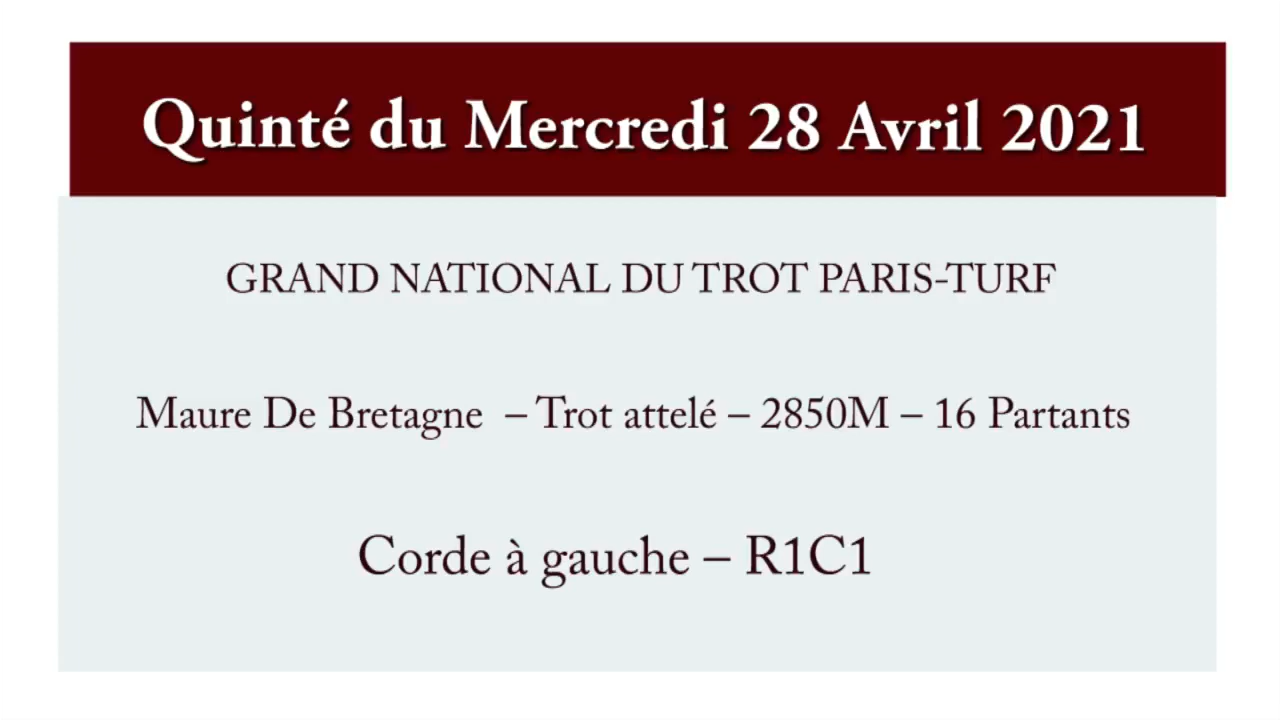 Quinté du Mercredi 28 Avril 2021
GRAND NATIONAL DU TROT PARIS-TURF
Maure De Bretagne – Trot attelé – 2850M – 16 Partants
Corde à gauche – R1C1